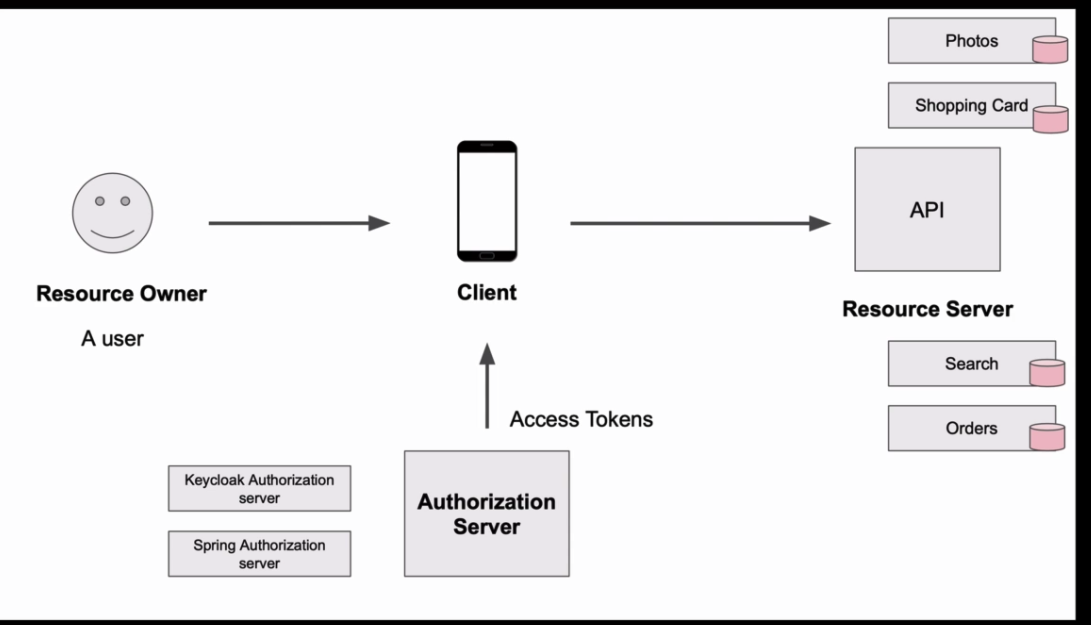 Photos
Shopping Card
API
Resource Owner
Client
Resource Server
A user
Search
Access Tokens
Orders
Keycloak Authorization
server
Authorization
Server
Spring Authorization
server